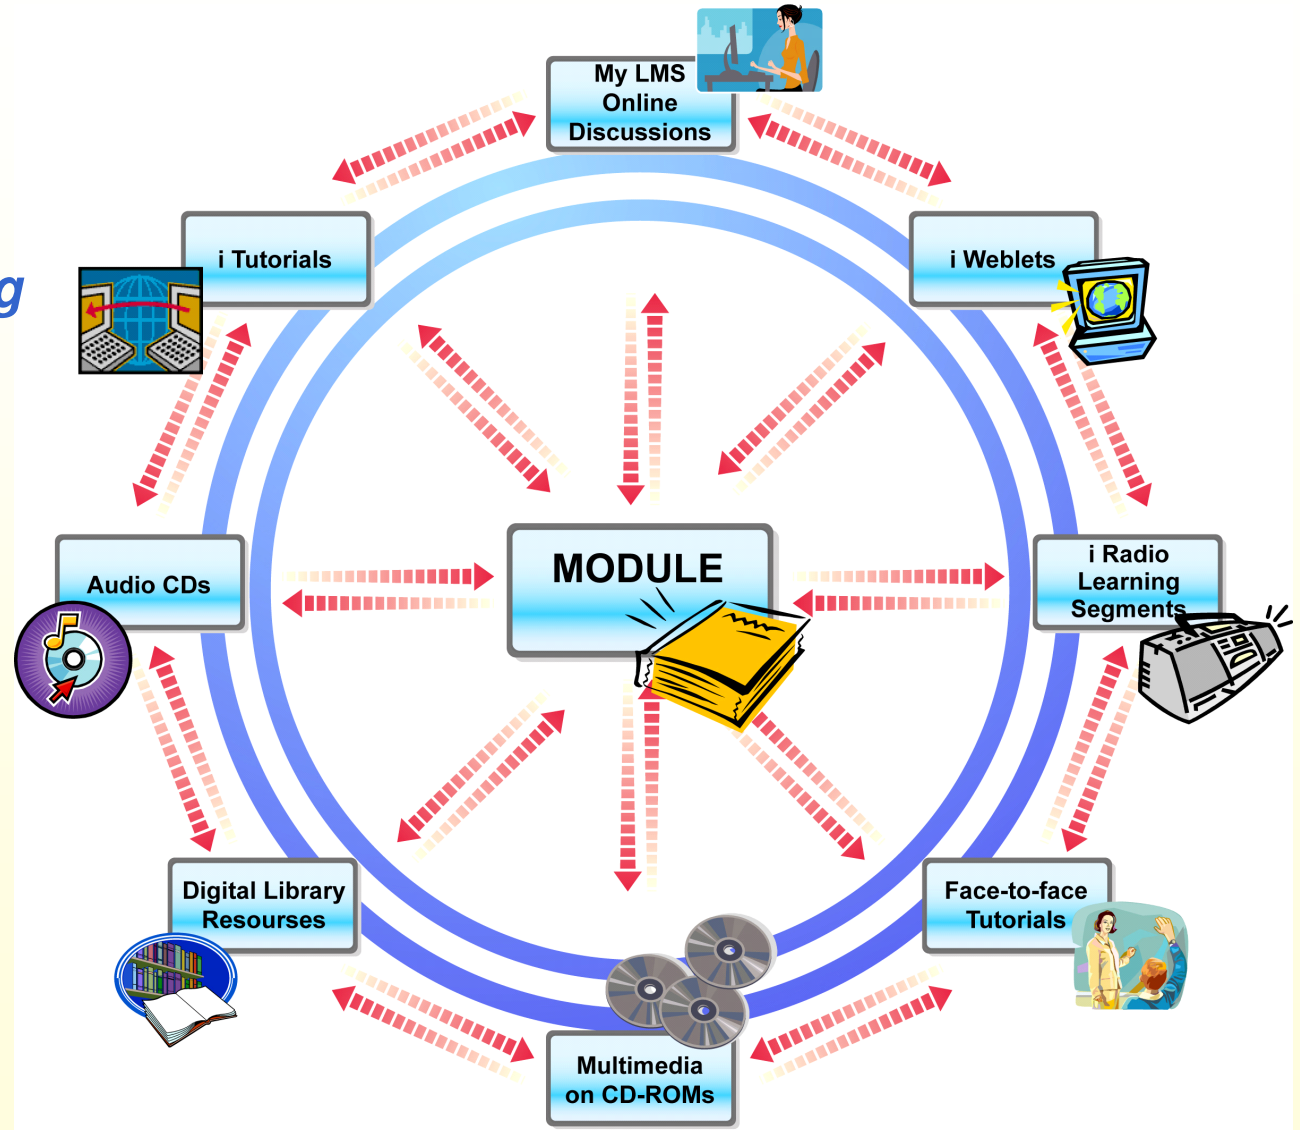 My LMS
Online
Discussions
i Tutorials
i Weblets
g
Audio CDs
MODULE
i Radio
Learning
Segments
Digital Library
Resourses
Face-to-face
Tutorials
Multimedia
on CD-ROMs